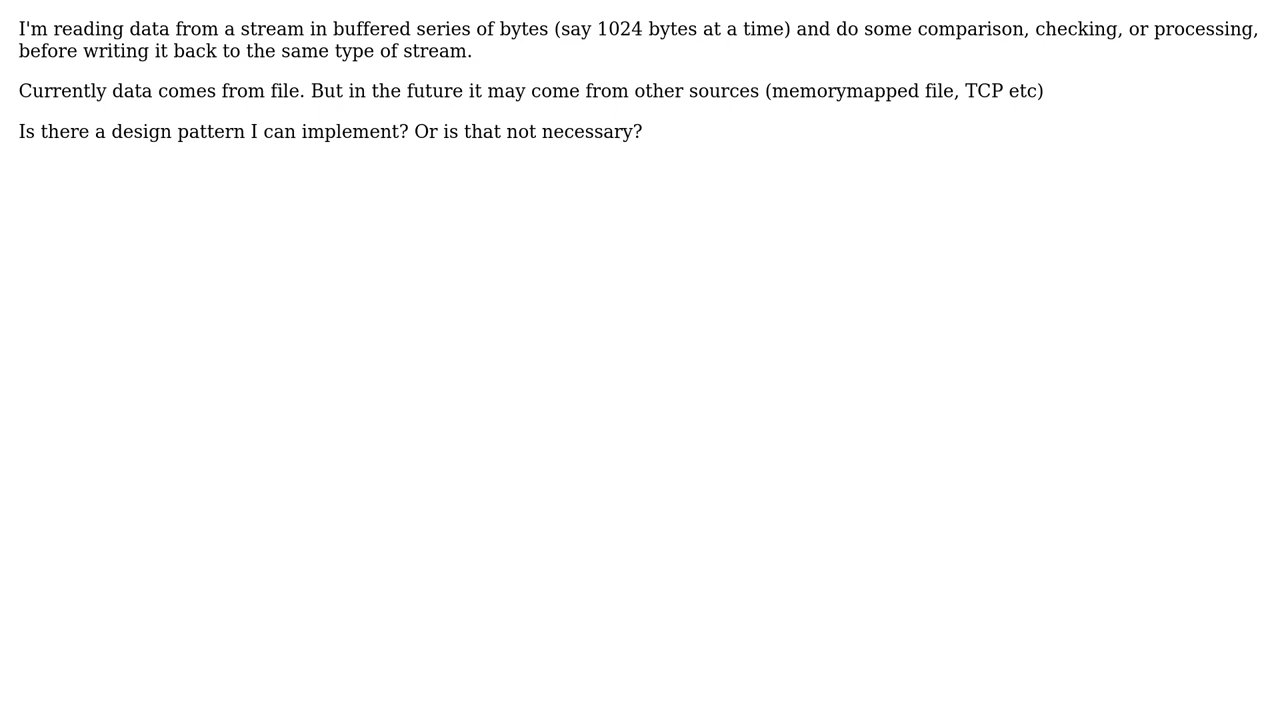 I'm reading data from a stream in buffered series of bytes (say 1024 bytes at a time) and do some comparison, checking, or processing,
before writing it back to the same type of stream.
Currently data comes from file. But in the future it may come from other sources (memorymapped file, TCP etc)
Is there a design pattern I can implement? Or is that not necessary?